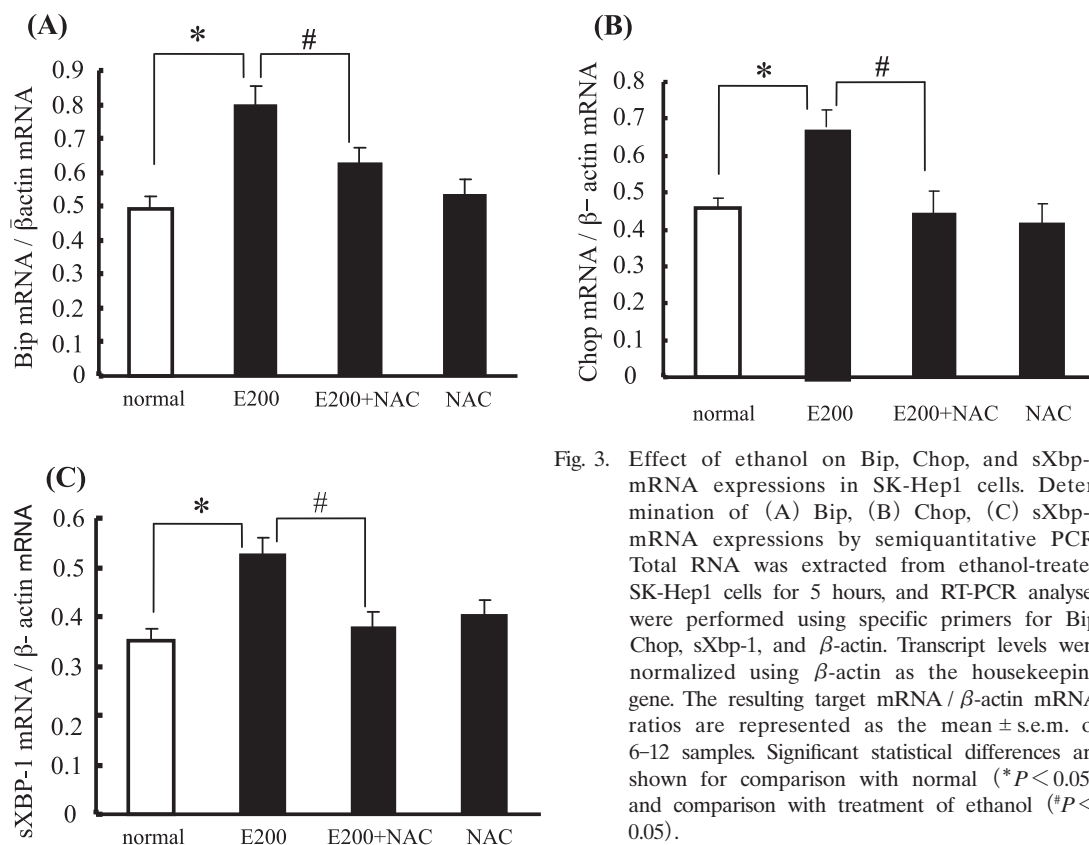 (A)
* #
Bip mRNA / β̄actin mRNA
0.9
0.8
0.7
0.6
0.5
0.4
0.3
0.2
0.1
0
normal E200 E200+NAC NAC
(B)
* #
Chop mRNA / β− actin mRNA
0.8
0.7
0.6
0.5
0.4
0.3
0.2
0.1
0
normal E200 E200+NAC NAC
(C)
* #
sXBP-1 mRNA / β- actin mRNA
0.6
0.5
0.4
0.3
0.2
0.1
0
normal E200 E200+NAC NAC
Fig. 3. Effect of ethanol on Bip, Chop, and sXbp-
mRNA expressions in SK-Hep1 cells. Deter
mination of (A) Bip, (B) Chop, (C) sXbp-
mRNA expressions by semiquantitative PCR
Total RNA was extracted from ethanol-treate
SK-Hep1 cells for 5 hours, and RT-PCR analyse
were performed using specific primers for Bip
Chop, sXbp-1, and β-actin. Transcript levels wer
normalized using β-actin as the housekeepin
gene. The resulting target mRNA / β-actin mRNA
ratios are represented as the mean ± s.e.m. o
6–12 samples. Significant statistical differences ar
shown for comparison with normal (*P < 0.05
and comparison with treatment of ethanol (#P <
0.05).